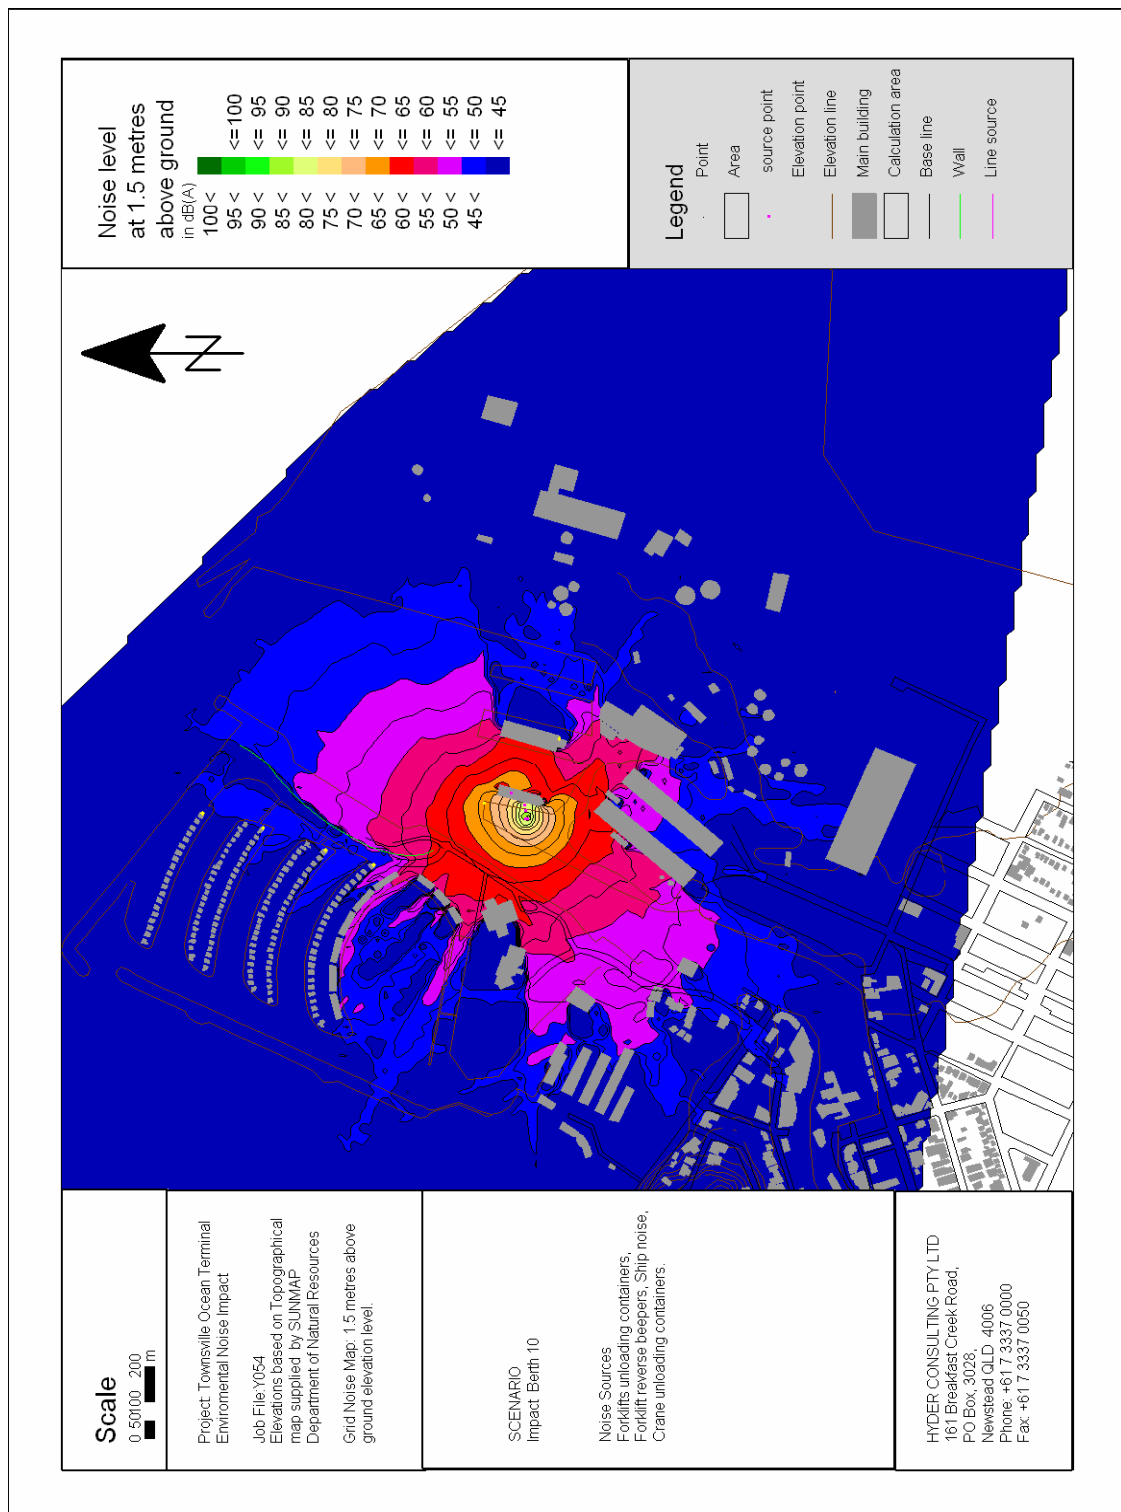 Noise level
at 1.5 metres
above ground
in dB(A)
100 <
95 < <=100
90 < <= 95
85 < <= 90
80 < <= 85
75 < <= 80
70 < <= 75
65 < <= 70
60 < <= 65
55 < <= 60
50 < <= 55
45 < <= 50
<= 45
Legend
Point
Area
source point
Elevation point
Elevation line
Main building
Calculation area
Base line
Wall
Line source
N
Scale
0 50100 200
m
Project: Townsville Ocean Terminal
Enviromental Noise Impact
Job File:Y054
Elevations based on Topographical
map supplied by SUNMAP
Department of Natural Resources
Grid Noise Map: 1.5 metres above
ground elevation level.
SCENARIO
Impact Berth 10
Noise Sources
Forklifts unloading containers,
Forklift reverse beepers, Ship noise,
Crane unloading containers.
HYDER CONSULTING PTY LTD
161 Breakfast Creek Road,
PO Box, 3028,
Newstead QLD 4006
Phone: +61 7 3337 0000
Fax: +61 7 3337 0050